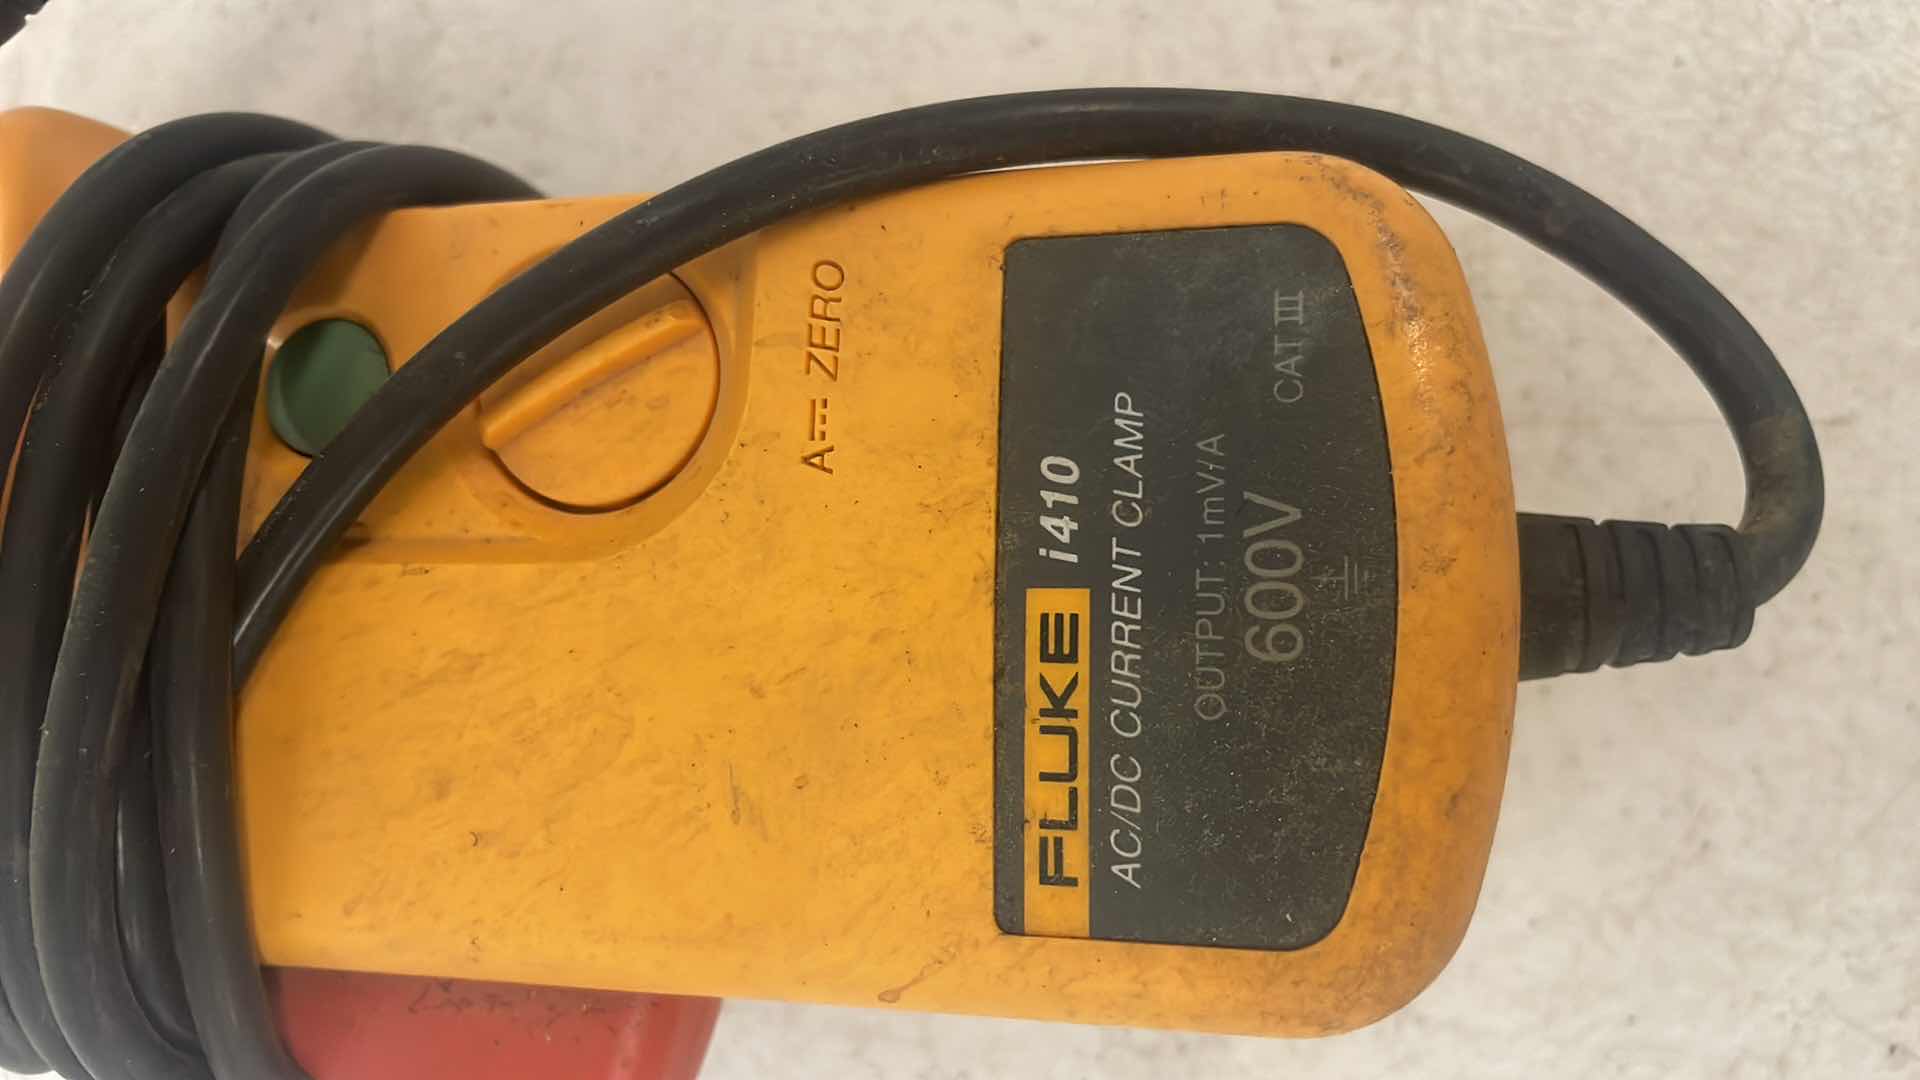 A⎓ ZERO
FLUKE i410
AC/DC CURRENT CLAMP
OUTPUT: 1mV/A
600V CAT III